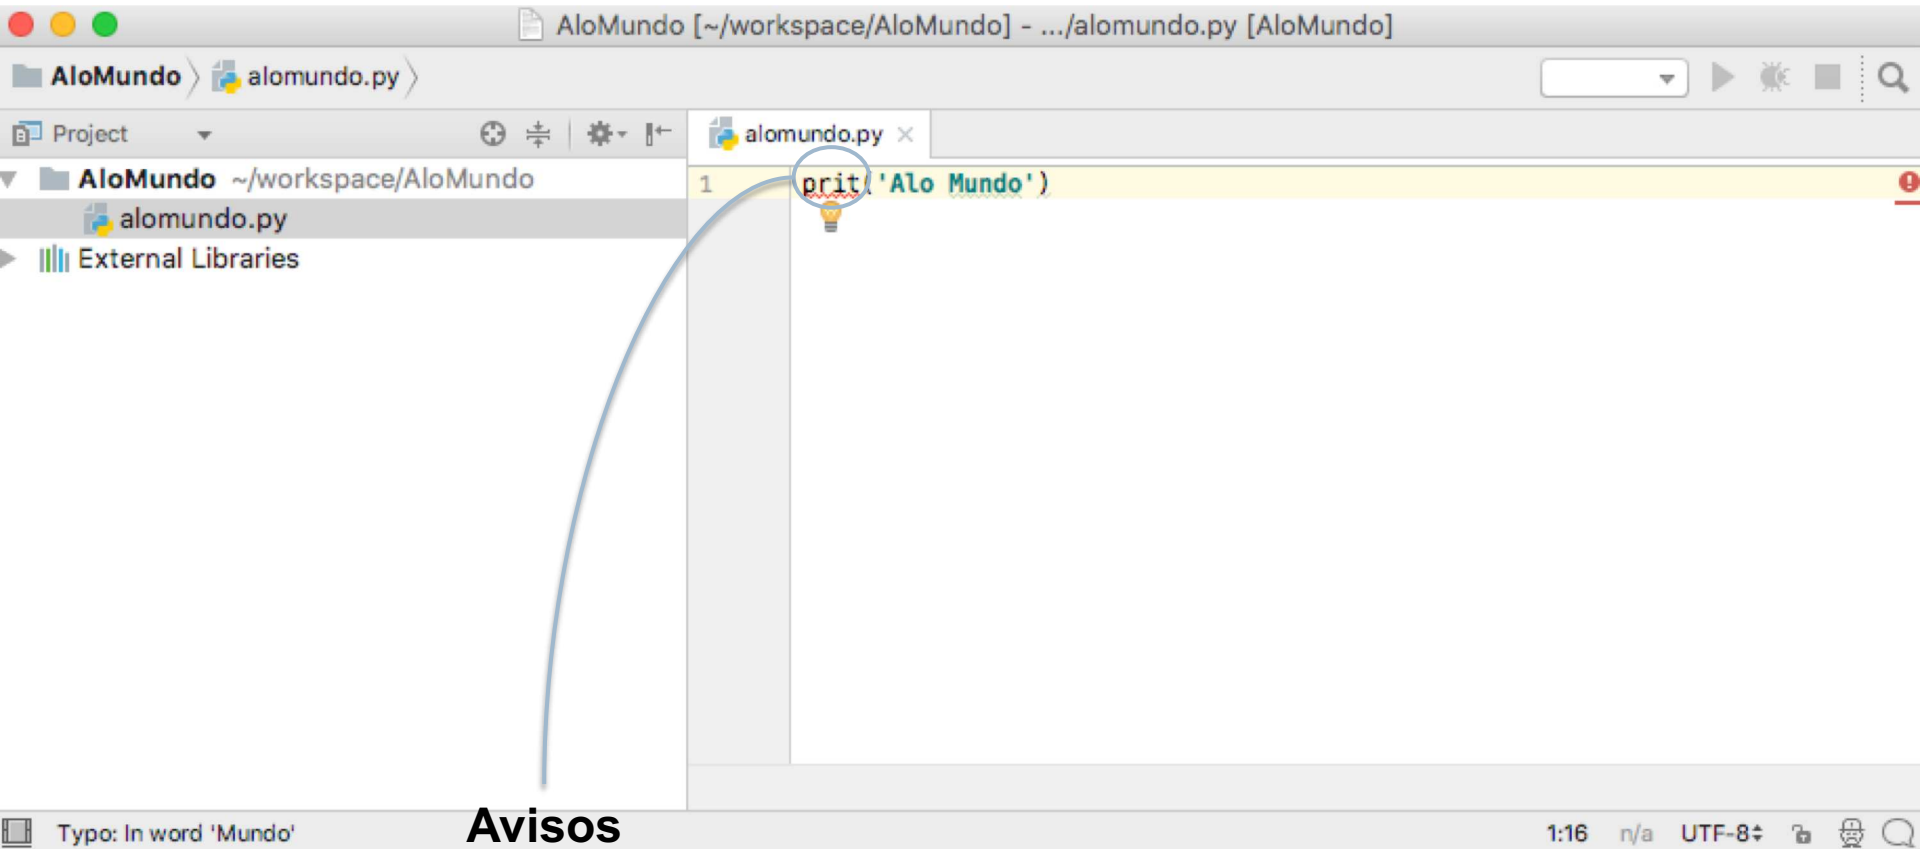 AloMundo [~/workspace/AloMundo] - .../alomundo.py [AloMundo]
AloMundo alomundo.py
Project
alomundo.py
AloMundo ~/workspace/AloMundo
alomundo.py
External Libraries
1 prit('Alo Mundo')
Avisos
Typo: In word 'Mundo'
1:16 n/a UTF-8